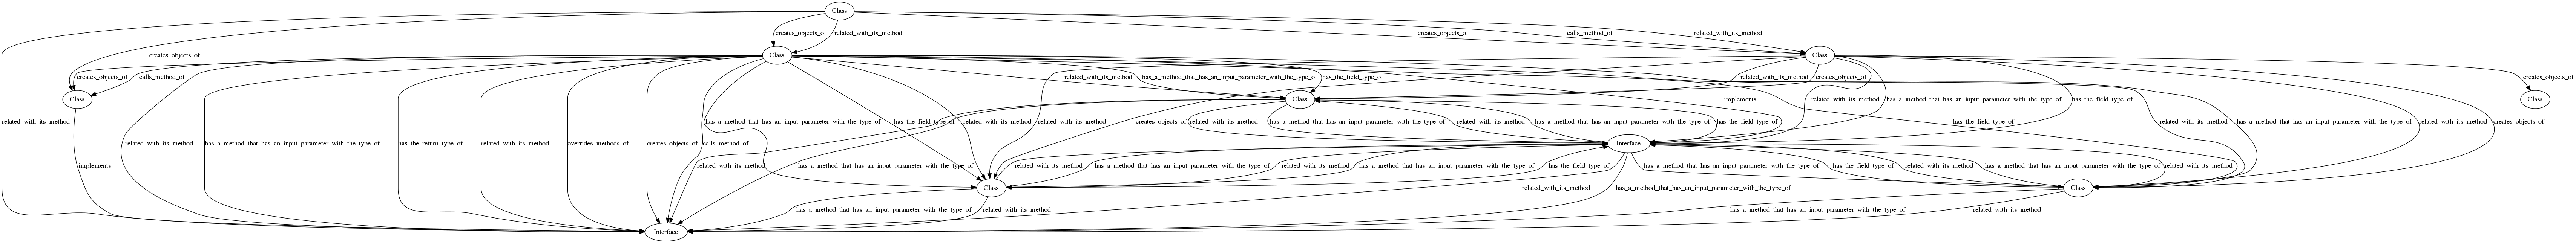 Class
creates_objects_of related_with_its_method creates_objects_of calls_method_of related_with_its_method
creates_objects_of Class Class
creates_objects_of calls_method_of related_with_its_method has_a_method_that_has_an_input_parameter_with_the_type_of has_the_field_type_of related_with_its_method creates_objects_of creates_objects_of
Class Class related_with_its_method has_a_method_that_has_an_input_parameter_with_the_type_of has_the_field_type_of Class
implements
related_with_its_method has_a_method_that_has_an_input_parameter_with_the_type_of has_the_field_type_of related_with_its_method related_with_its_method creates_objects_of related_with_its_method has_a_method_that_has_an_input_parameter_with_the_type_of related_with_its_method has_a_method_that_has_an_input_parameter_with_the_type_of has_the_field_type_of has_the_field_type_of related_with_its_method has_a_method_that_has_an_input_parameter_with_the_type_of related_with_its_method creates_objects_of
related_with_its_method has_a_method_that_has_an_input_parameter_with_the_type_of has_the_return_type_of related_with_its_method overrides_methods_of creates_objects_of calls_method_of Interface
implements related_with_its_method has_a_method_that_has_an_input_parameter_with_the_type_of related_with_its_method has_a_method_that_has_an_input_parameter_with_the_type_of related_with_its_method has_a_method_that_has_an_input_parameter_with_the_type_of has_the_field_type_of has_a_method_that_has_an_input_parameter_with_the_type_of has_the_field_type_of related_with_its_method has_a_method_that_has_an_input_parameter_with_the_type_of related_with_its_method
Class related_with_its_method has_a_method_that_has_an_input_parameter_with_the_type_of Class
has_a_method_that_has_an_input_parameter_with_the_type_of related_with_its_method has_a_method_that_has_an_input_parameter_with_the_type_of related_with_its_method
Interface